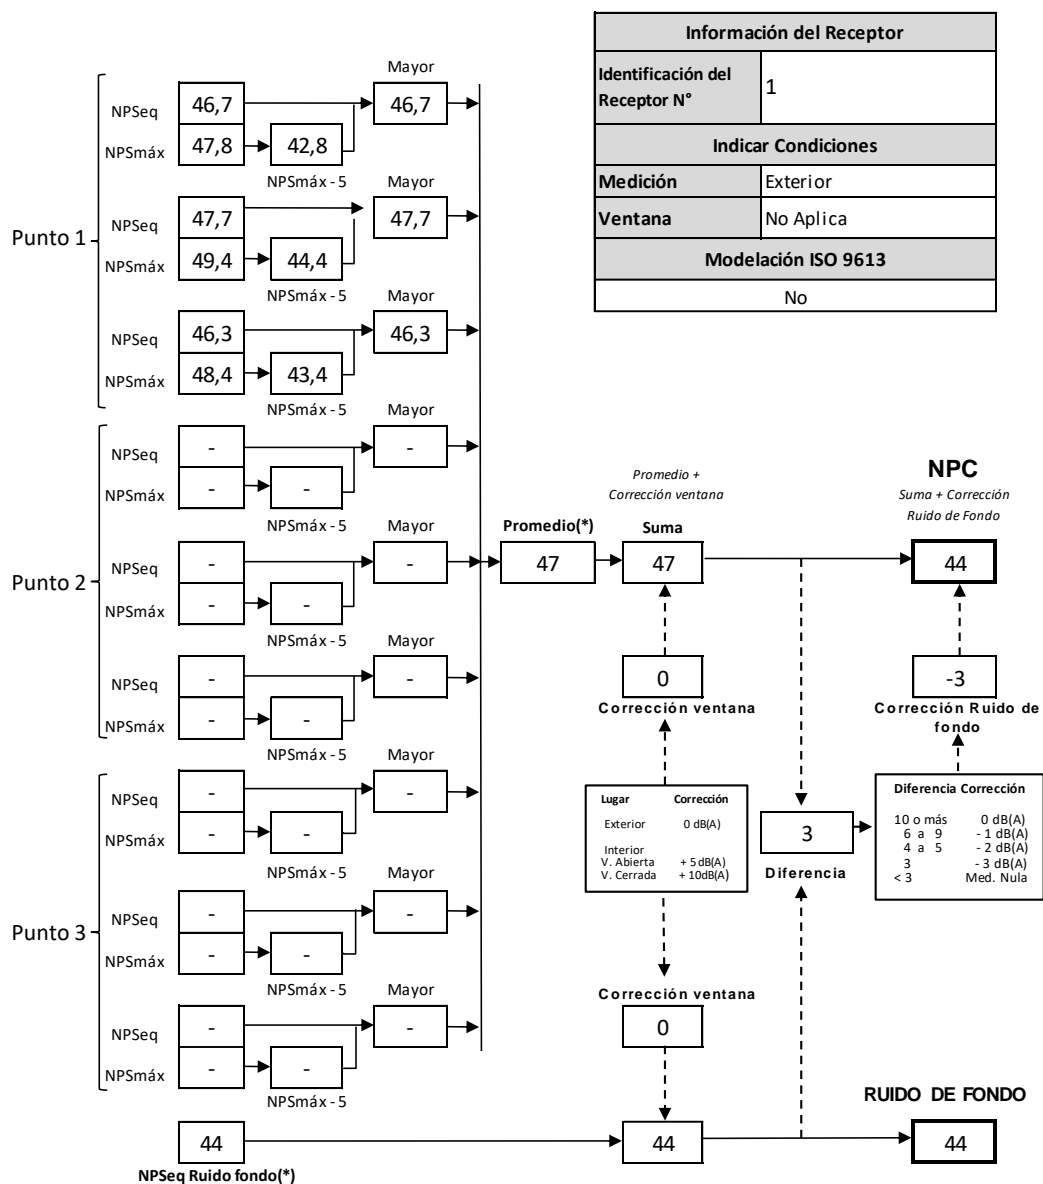 Información del Receptor
Identificación del Receptor N° 1
Indicar Condiciones
Medición Exterior
Ventana No Aplica
Modelación ISO 9613
No
Punto 1
Mayor
NPSeq 46,7 46,7
NPSmáx 47,8 42,8
NPSmáx - 5
Mayor
NPSeq 47,7 47,7
NPSmáx 49,4 44,4
NPSmáx - 5
Mayor
NPSeq 46,3 46,3
NPSmáx 48,4 43,4
NPSmáx - 5
Punto 2
Mayor
NPSeq - -
NPSmáx - -
NPSmáx - 5
Mayor
NPSeq - -
NPSmáx - -
NPSmáx - 5
Mayor
NPSeq - -
NPSmáx - -
NPSmáx - 5
Punto 3
Mayor
NPSeq - -
NPSmáx - -
NPSmáx - 5
Mayor
NPSeq - -
NPSmáx - -
NPSmáx - 5
Mayor
NPSeq - -
NPSmáx - -
NPSmáx - 5
Promedio(*)
47
Promedio +
Corrección ventana
Suma
47
NPC
Suma + Corrección
Ruido de Fondo
44
0
Corrección ventana
-3
Corrección Ruido de
fondo
Lugar Corrección
Exterior 0 dB(A)
Interior
V. Abierta + 5 dB(A)
V. Cerrada + 10dB(A)
3
Diferencia
Diferencia Corrección
10 o más 0 dB(A)
6 a 9 - 1 dB(A)
4 a 5 - 2 dB(A)
3 - 3 dB(A)
< 3 Med. Nula
Corrección ventana
0
RUIDO DE FONDO
44 44 44
NPSeq Ruido fondo(*)